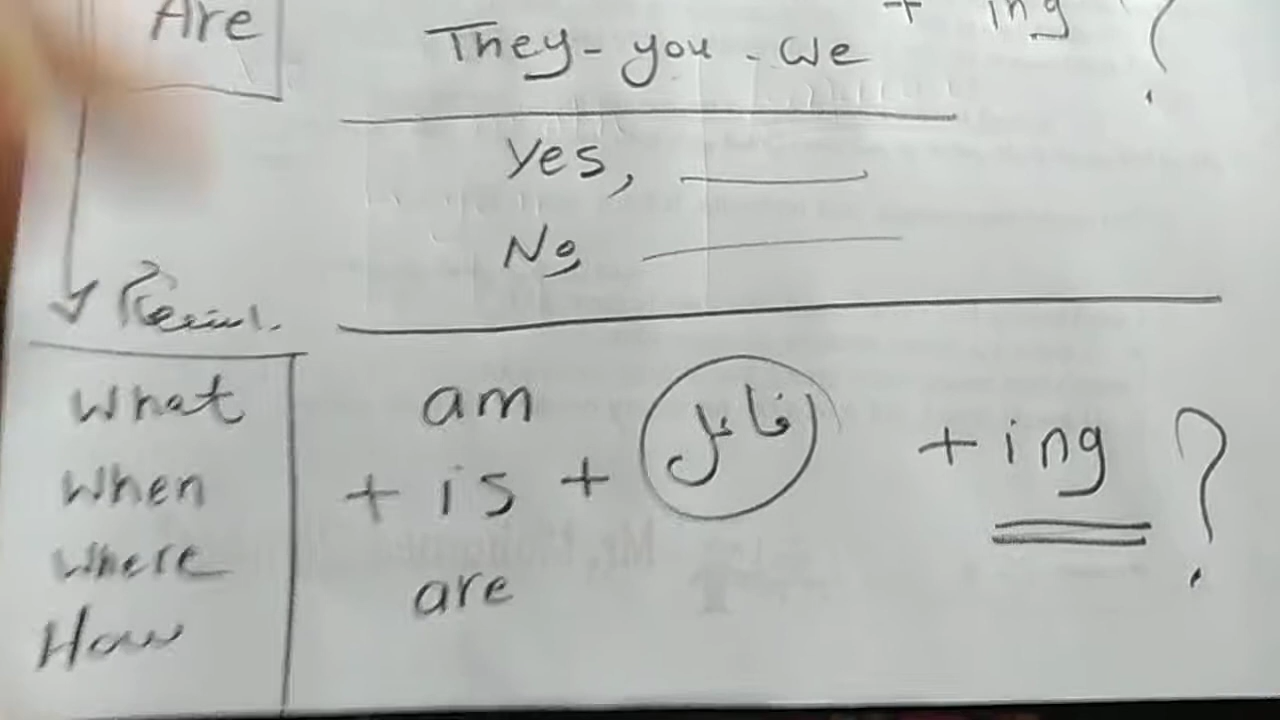 Are They - you - we + ing ?
Yes,
No,
What am
When + is + فاعل + ing ?
Where
are
How